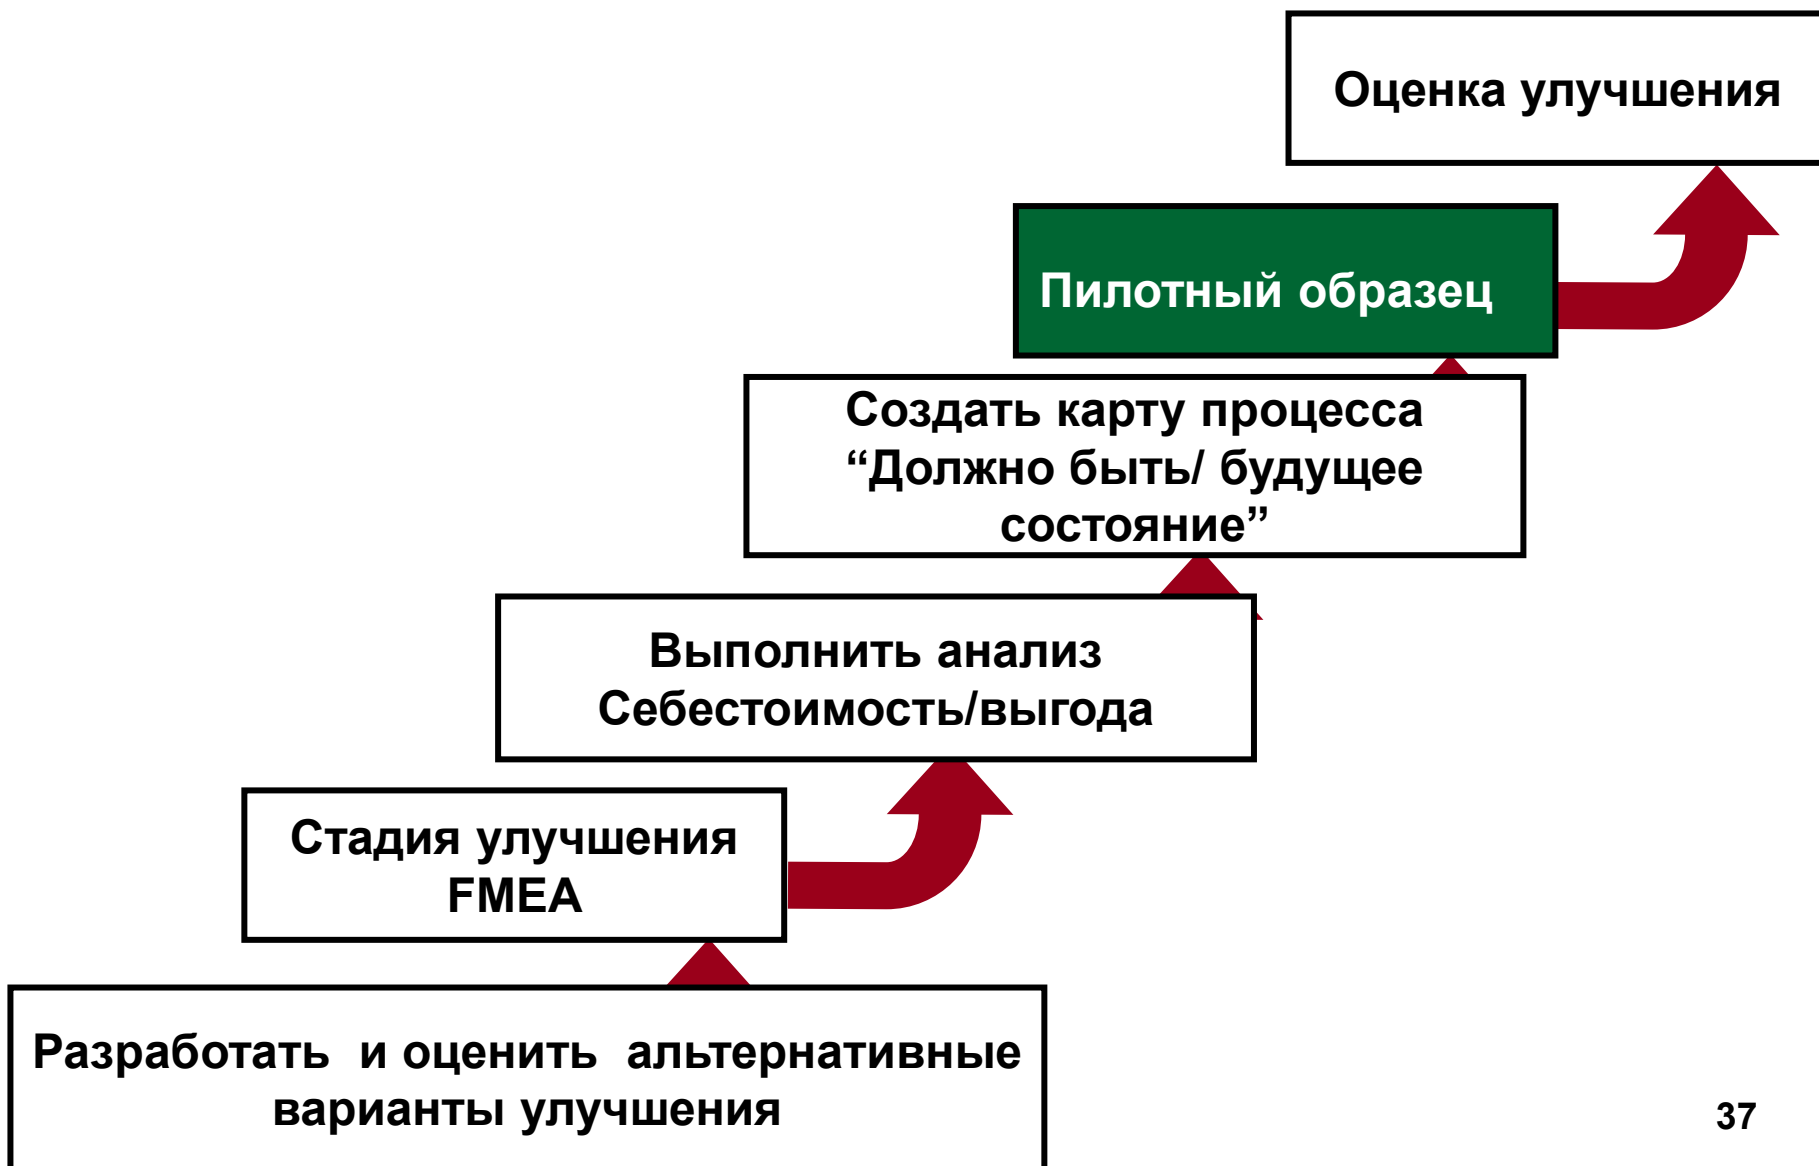 Оценка улучшения
Пилотный образец
Создать карту процесса
“Должно быть/ будущее
состояние”
Выполнить анализ
Себестоимость/выгода
Стадия улучшения
FMEA
Разработать и оценить альтернативные
варианты улучшения
37